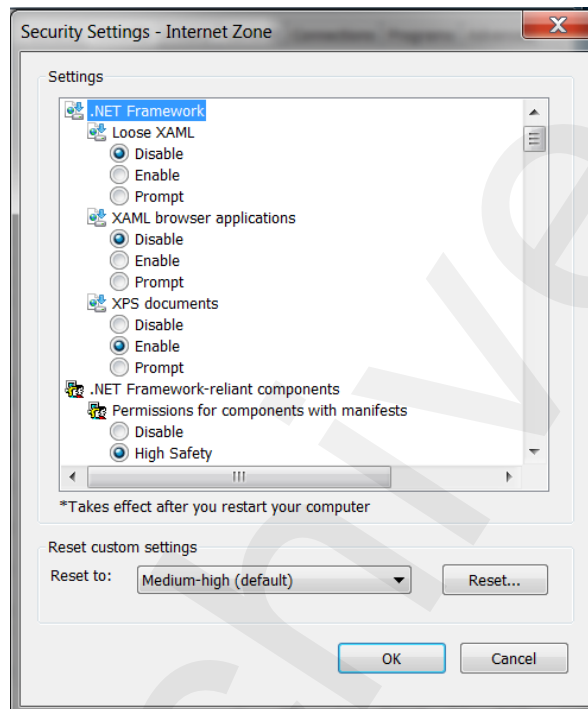 Security Settings - Internet Zone
Connections Programs
Settings
.NET Framework
Loose XAML
Disable
Enable
Prompt
XAML browser applications
Disable
Enable
Prompt
XPS documents
Disable
Enable
Prompt
.NET Framework-reliant components
Permissions for components with manifests
Disable
High Safety
*Takes effect after you restart your computer
Reset custom settings
Reset to:
Medium-high (default)
Reset...
OK
Cancel